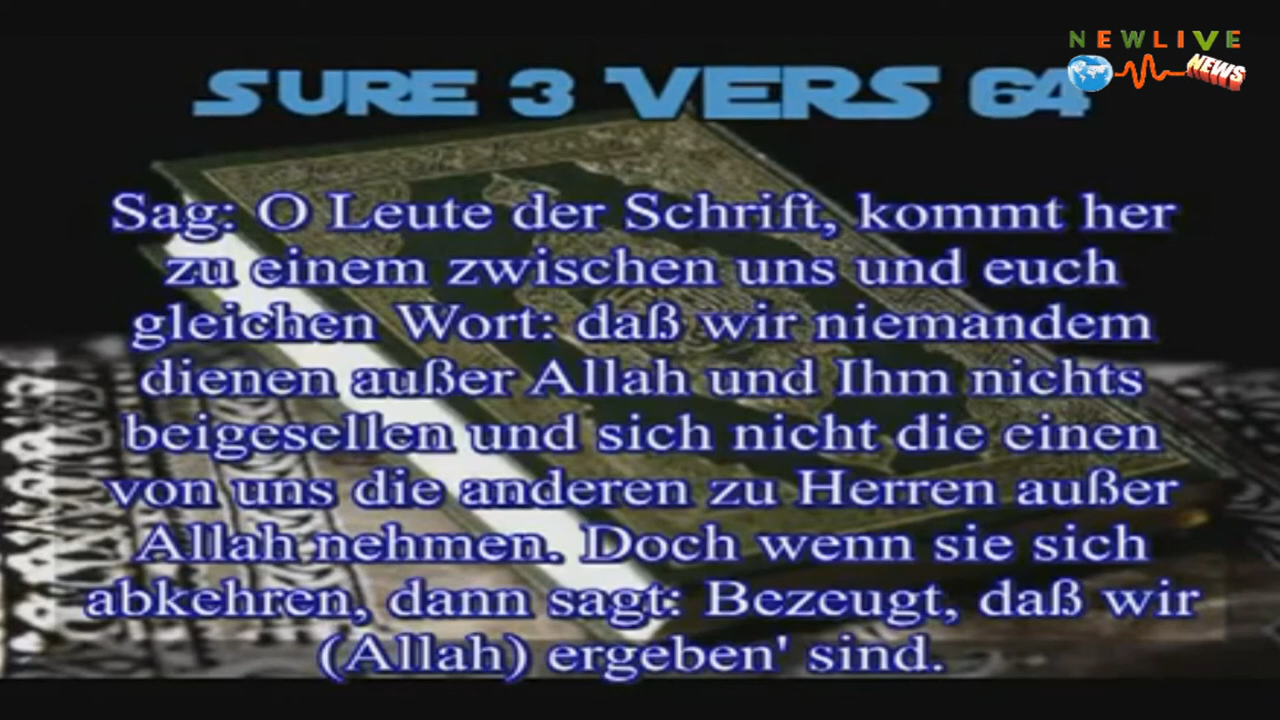 NEWLIVE
NEWS
SURE 3 VERS 64
Sag: O Leute der Schrift, kommt her
zu einem zwischen uns und euch
gleichen Wort: daß wir niemandem
dienen außer Allah und Ihm nichts
beigesellen und sich nicht die einen
von uns die anderen zu Herren außer
Allah nehmen. Doch wenn sie sich
abkehren, dann sagt: Bezeugt, daß wir
(Allah) ergeben' sind.